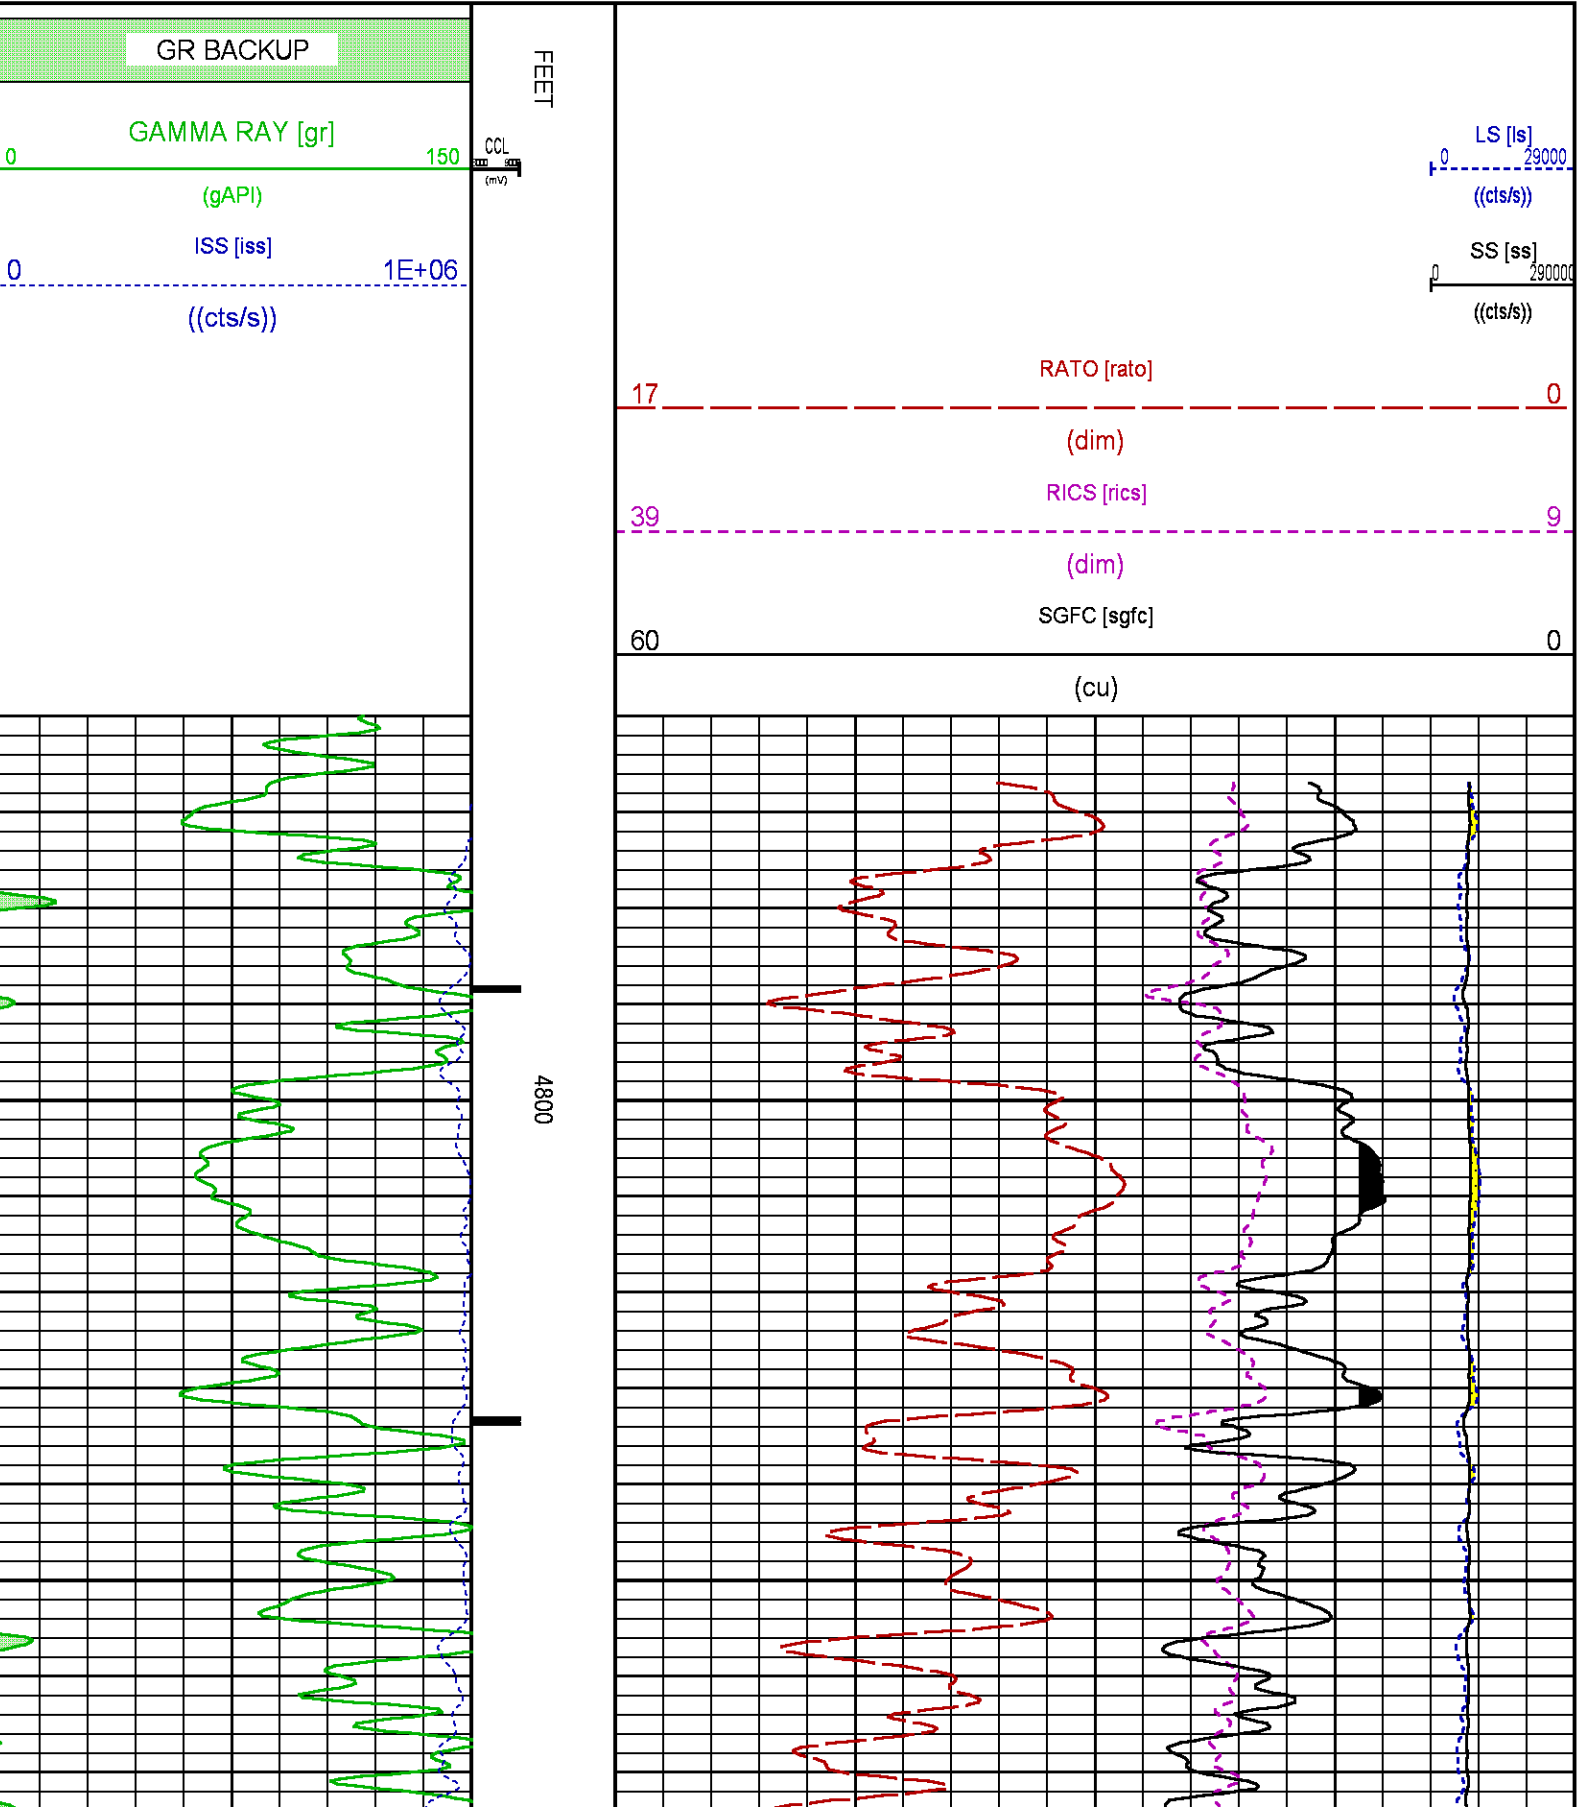 GR BACKUP
GAMMA RAY [gr]
0 150
(gAPI)
ISS [iss]
0 1E+06
((cts/s))
FEET
CCL
(mV)
LS [ls]
0 29000
((cts/s))
SS [ss]
0 290000
((cts/s))
RATO [rato]
17 0
(dim)
RICS [rics]
39 9
(dim)
SGFC [sgfc]
60 0
(cu)
4800